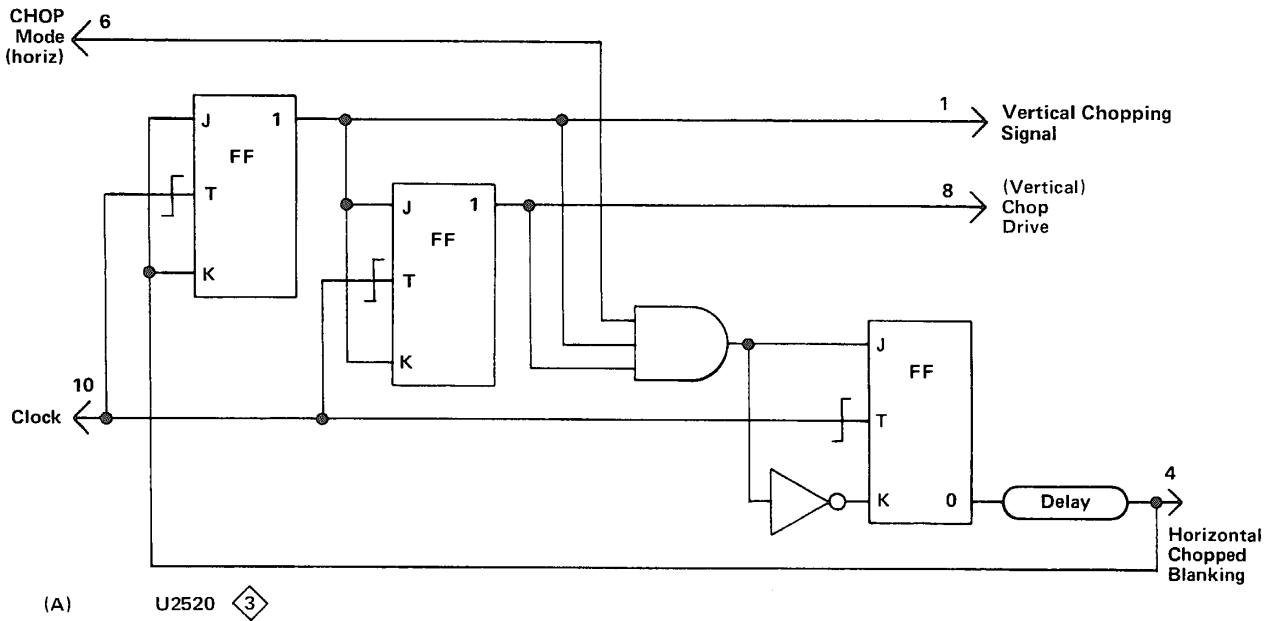 CHOP
Mode
(horiz)
6
J
1
FF
T
K
1
Vertical Chopping
Signal
J
1
FF
T
K
8
(Vertical)
Chop
Drive
10
Clock
J
FF
T
K
0
Delay
4
Horizontal
Chopped
Blanking
(A)
U2520
3